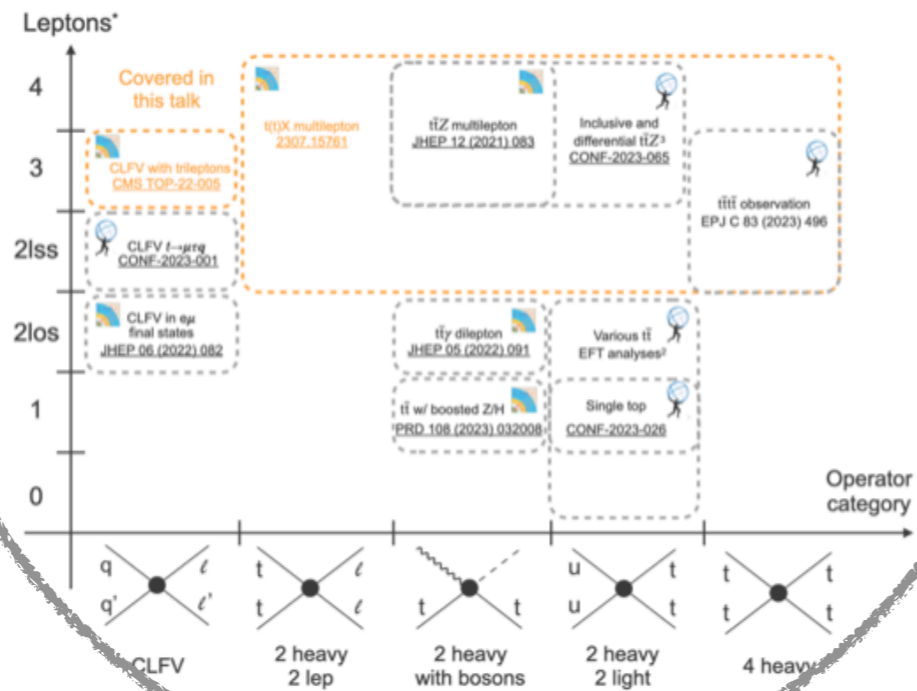 Leptons*
4
3
2lss
2los
1
0
Covered in
this talk
CLFV with trileptons
CMS TOP-22-005
CLFV t→μτq
CONF-2023-001
CLFV in eμ
final states
JHEP 06 (2022) 082
t(t)X multilepton
2307.15761
tt̄Z multilepton
JHEP 12 (2021) 083
Inclusive and
differential tt̄Z³
CONF-2023-065
tt̄tt̄ observation
EPJ C 83 (2023) 496
tt̄γ dilepton
JHEP 05 (2022) 091
Various tt̄
EFT analyses²
tt̄ w/ boosted Z/H
PRD 108 (2023) 032008
Single top
CONF-2023-026
Operator
category
q ℓ
q' ℓ'
t ℓ
t ℓ
t t
u t
u t
t t
t t
CLFV
2 heavy
2 lep
2 heavy
with bosons
2 heavy
2 light
4 heavy